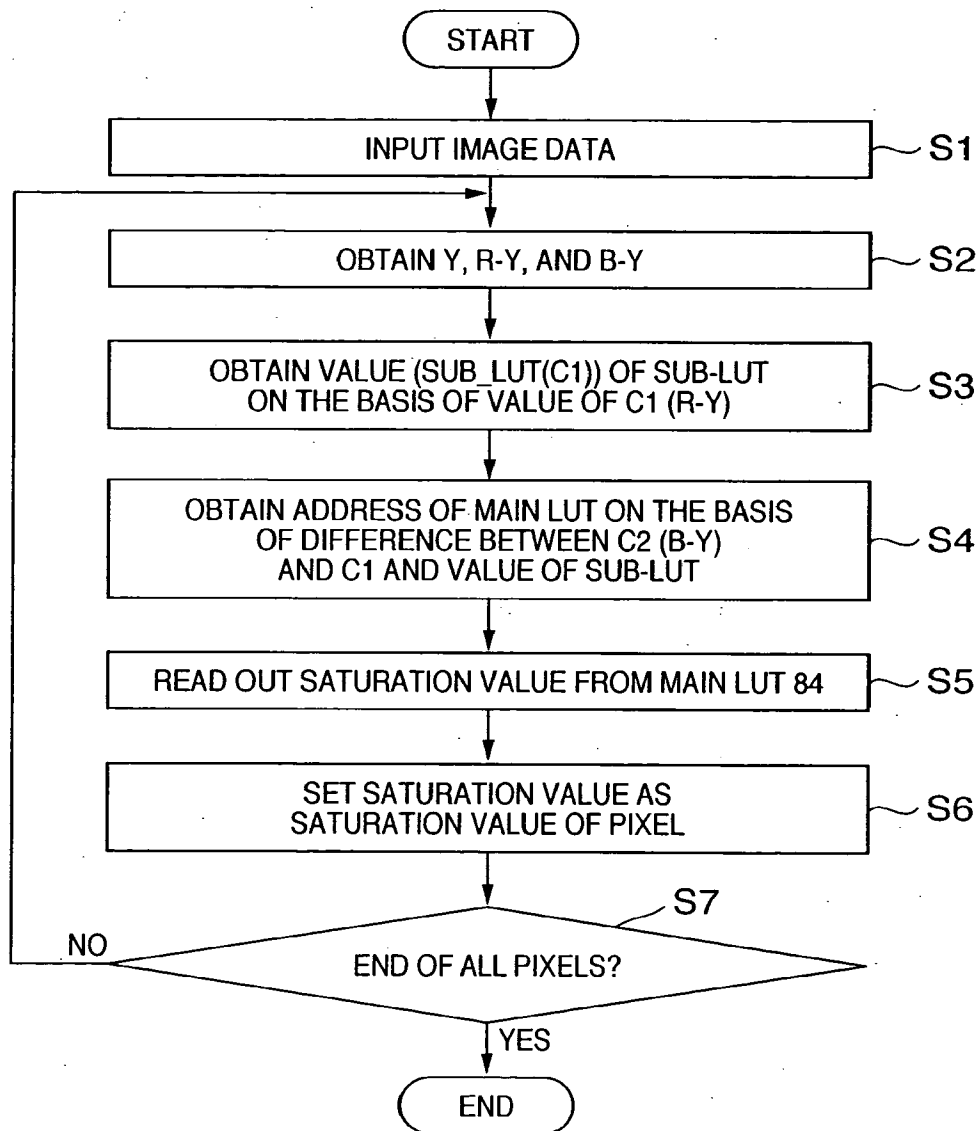 START
INPUT IMAGE DATA
S1
OBTAIN Y, R-Y, AND B-Y
S2
OBTAIN VALUE (SUB_LUT(C1)) OF SUB-LUT
ON THE BASIS OF VALUE OF C1 (R-Y)
S3
OBTAIN ADDRESS OF MAIN LUT ON THE BASIS
OF DIFFERENCE BETWEEN C2 (B-Y)
AND C1 AND VALUE OF SUB-LUT
S4
READ OUT SATURATION VALUE FROM MAIN LUT 84
S5
SET SATURATION VALUE AS
SATURATION VALUE OF PIXEL
S6
S7
NO
END OF ALL PIXELS?
YES
END